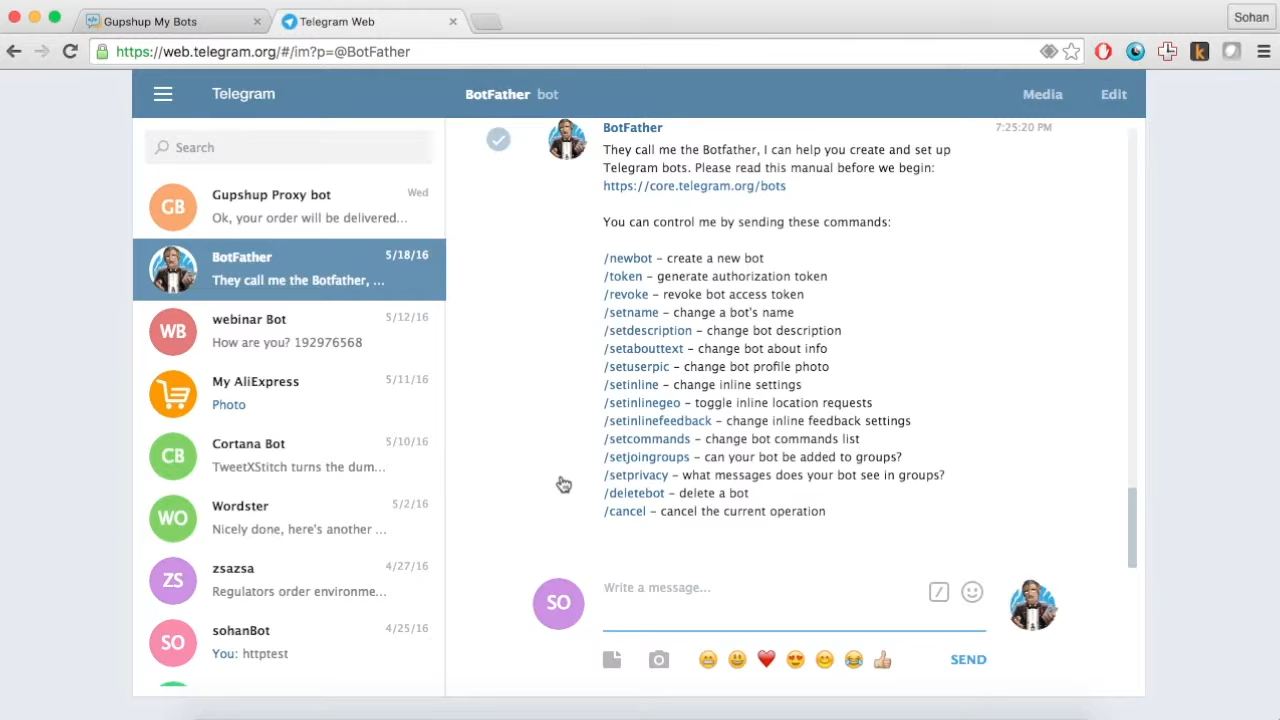 Gupshup My Bots
Telegram Web
Sohan
https://web.telegram.org/#/im?p=@BotFather
Telegram
BotFather bot
Media
Edit
Search
GB
Gupshup Proxy bot
Wed
Ok, your order will be delivered...
BotFather
5/18/16
They call me the Botfather, ...
WB
webinar Bot
5/12/16
How are you? 192976568
My AliExpress
5/11/16
Photo
CB
Cortana Bot
5/10/16
TweetXStitch turns the dum...
WO
Wordster
5/2/16
Nicely done, here's another ...
ZS
zsazsa
4/27/16
Regulators order environme...
SO
sohanBot
4/25/16
You: httptest
BotFather
7:25:20 PM
They call me the Botfather, I can help you create and set up
Telegram bots. Please read this manual before we begin:
https://core.telegram.org/bots
You can control me by sending these commands:
/newbot – create a new bot
/token – generate authorization token
/revoke – revoke bot access token
/setname – change a bot's name
/setdescription – change bot description
/setabouttext – change bot about info
/setuserpic – change bot profile photo
/setinline – change inline settings
/setinlinegeo – toggle inline location requests
/setinlinefeedback – change inline feedback settings
/setcommands – change bot commands list
/setjoingroups – can your bot be added to groups?
/setprivacy – what messages does your bot see in groups?
/deletebot – delete a bot
/cancel – cancel the current operation
SO
Write a message...
SEND